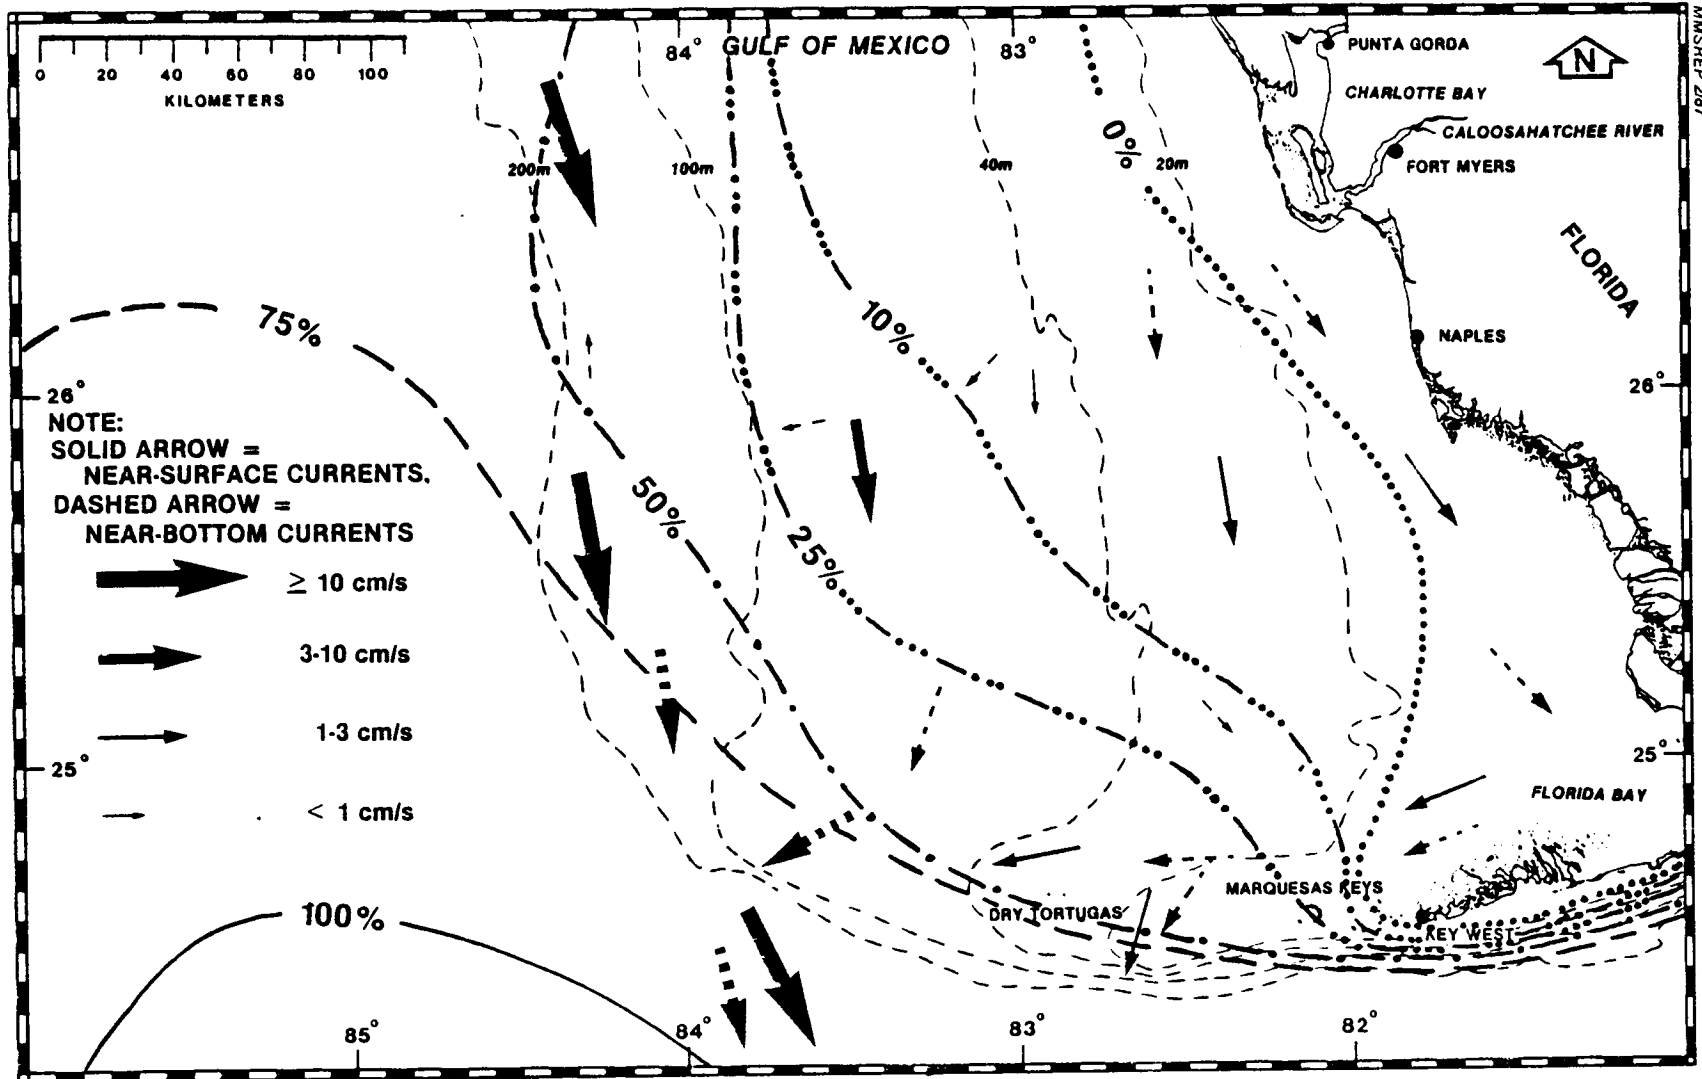 84°
GULF OF MEXICO
83°
PUNTA GORDA
N
0 20 40 60 80 100
KILOMETERS
CHARLOTTE BAY
CALOOSAHATCHEE RIVER
FORT MYERS
0%
200m
100m
40m
20m
FLORIDA
75%
10%
NAPLES
26°
26°
NOTE:
SOLID ARROW =
NEAR-SURFACE CURRENTS,
DASHED ARROW =
NEAR-BOTTOM CURRENTS
50%
25%
≥ 10 cm/s
3-10 cm/s
1-3 cm/s
< 1 cm/s
25°
25°
FLORIDA BAY
MARQUESAS KEYS
DRY TORTUGAS
KEY WEST
100%
85°
84°
83°
82°